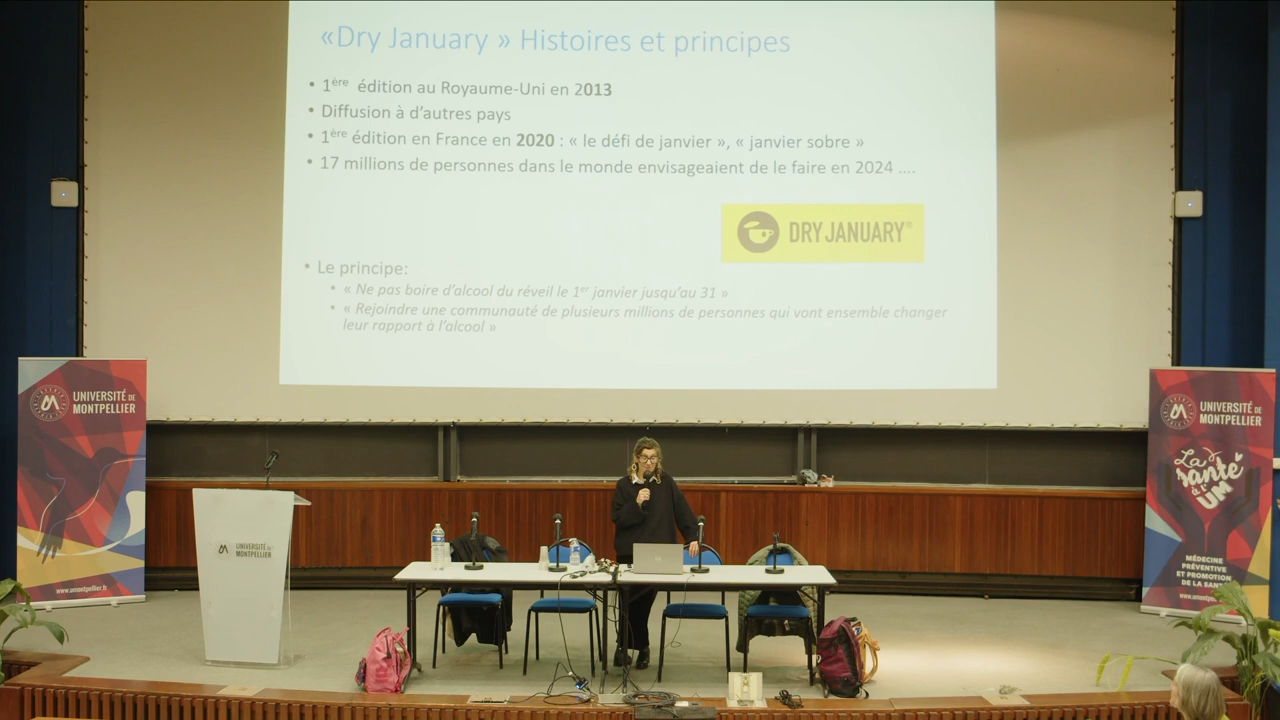 «Dry January » Histoires et principes
• 1ère édition au Royaume-Uni en 2013
• Diffusion à d'autres pays
• 1ère édition en France en 2020 : « le défi de janvier », « janvier sobre »
• 17 millions de personnes dans le monde envisageaient de le faire en 2024 ....
DRY JANUARY®
• Le principe:
• « Ne pas boire d'alcool du réveil le 1er janvier jusqu'au 31 »
• « Rejoindre une communauté de plusieurs millions de personnes qui vont ensemble changer
leur rapport à l'alcool »
UNIVERSITÉ DE
MONTPELLIER
www.umontpellier.fr
UNIVERSITÉ DE
MONTPELLIER
UNIVERSITÉ DE
MONTPELLIER
La
santé
à l'
UM
MÉDECINE
PRÉVENTIVE
ET PROMOTION
DE LA SANTÉ